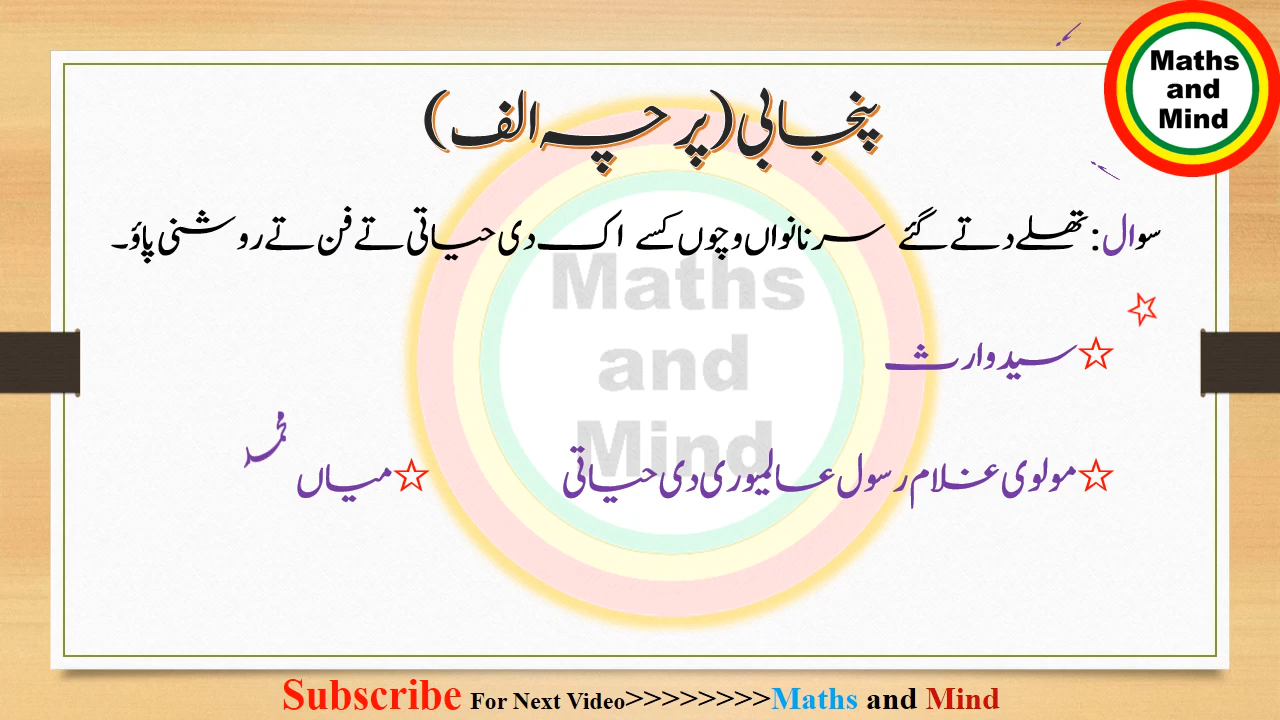 Maths
and
Mind
پنجابی (پرچہ الف)
سوال: تھلے دتے گئے سرنانواں وچوں کسے اک دی حیاتی تے فن تے روشنی پاؤ۔
Maths
and
Mind
سید وارث
مولوی غلام رسول عالمپوری دی حیاتی
میاں محمد
Subscribe For Next Video>>>>>>>>Maths and Mind